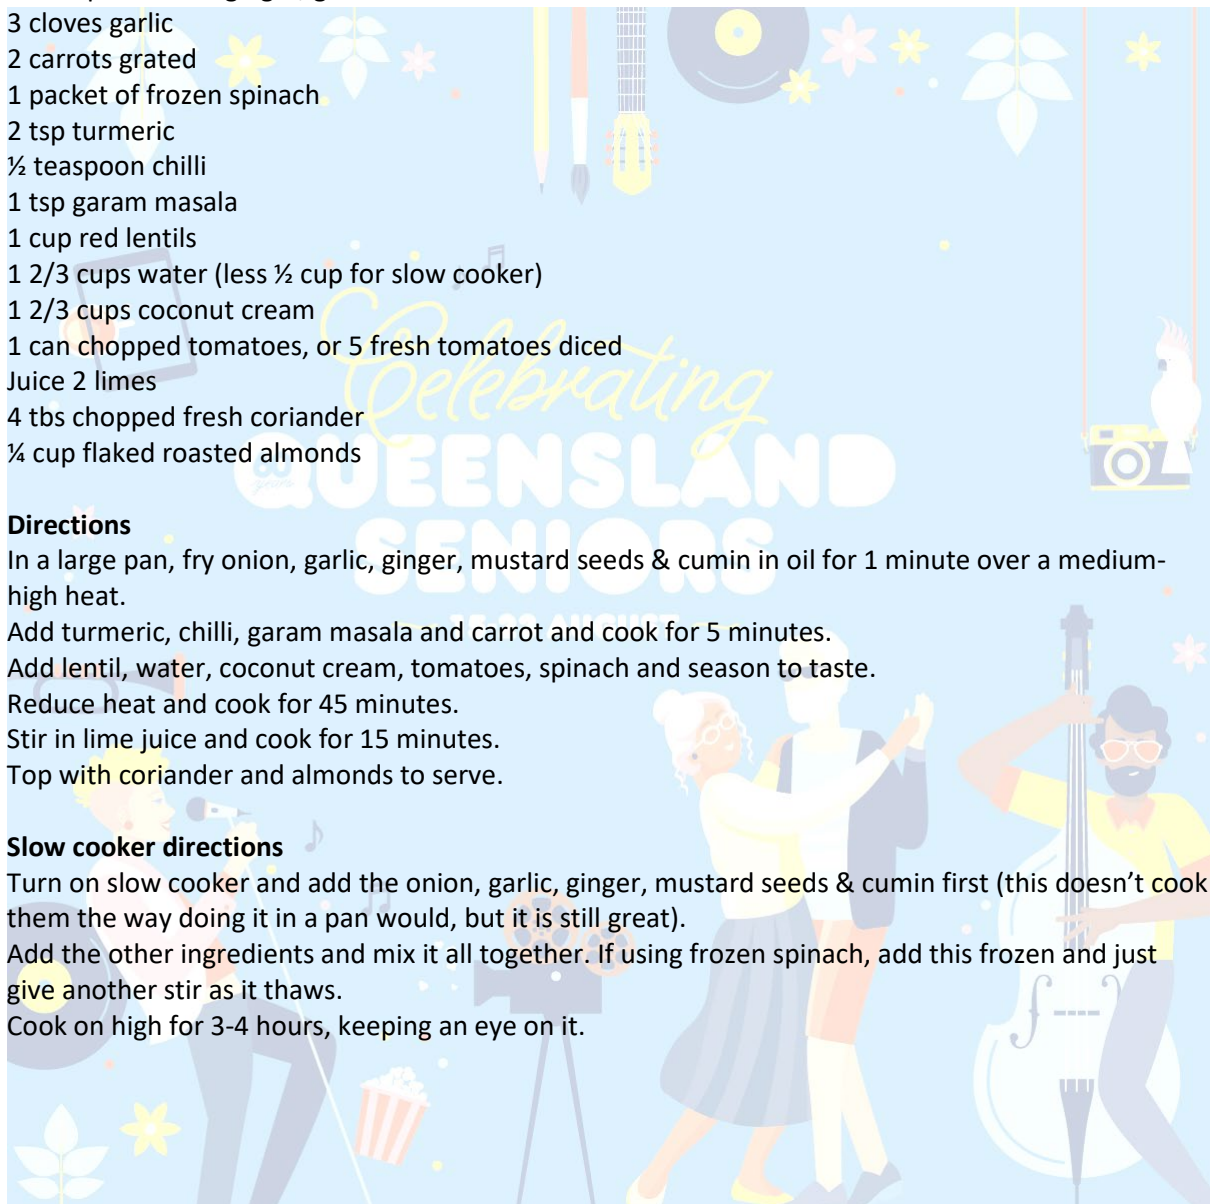 3 cloves garlic
2 carrots grated
1 packet of frozen spinach
2 tsp turmeric
½ teaspoon chilli
1 tsp garam masala
1 cup red lentils
1 2/3 cups water (less ½ cup for slow cooker)
1 2/3 cups coconut cream
1 can chopped tomatoes, or 5 fresh tomatoes diced
Juice 2 limes
4 tbs chopped fresh coriander
¼ cup flaked roasted almonds
Celebrating
QUEENSLAND
SENIORS
AUGUST
Directions
In a large pan, fry onion, garlic, ginger, mustard seeds & cumin in oil for 1 minute over a medium-
high heat.
Add turmeric, chilli, garam masala and carrot and cook for 5 minutes.
Add lentil, water, coconut cream, tomatoes, spinach and season to taste.
Reduce heat and cook for 45 minutes.
Stir in lime juice and cook for 15 minutes.
Top with coriander and almonds to serve.
Slow cooker directions
Turn on slow cooker and add the onion, garlic, ginger, mustard seeds & cumin first (this doesn’t cook
them the way doing it in a pan would, but it is still great).
Add the other ingredients and mix it all together. If using frozen spinach, add this frozen and just
give another stir as it thaws.
Cook on high for 3-4 hours, keeping an eye on it.